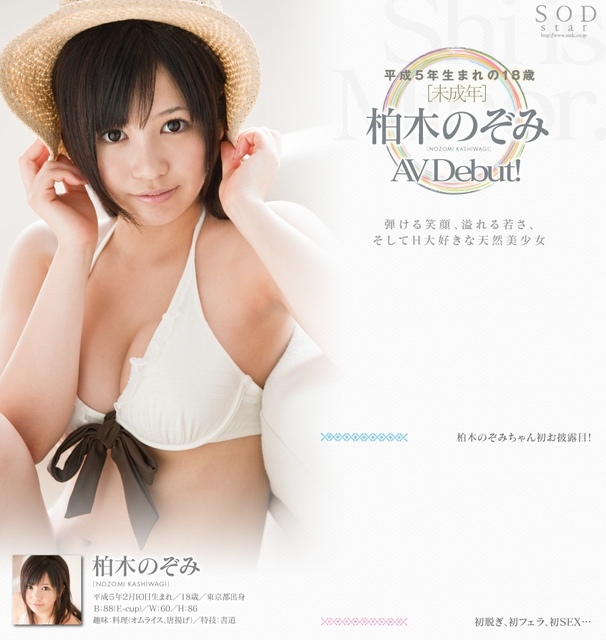 SOD
star
平成5年生まれの18歳
[未成年]
柏木のぞみ
[NOZOMI KASHIWAGI]
AV Debut!
弾ける笑顔、溢れる若さ、
そしてH大好きな天然美少女
柏木のぞみちゃん初お披露目!
柏木のぞみ
[NOZOMI KASHIWAGI]
平成5年2月10日生まれ/18歳/東京都出身
B:88(E-cup)/W:60/H:86
趣味:料理(オムライス、唐揚げ)/特技:書道
初脱ぎ、初フェラ、初SEX…